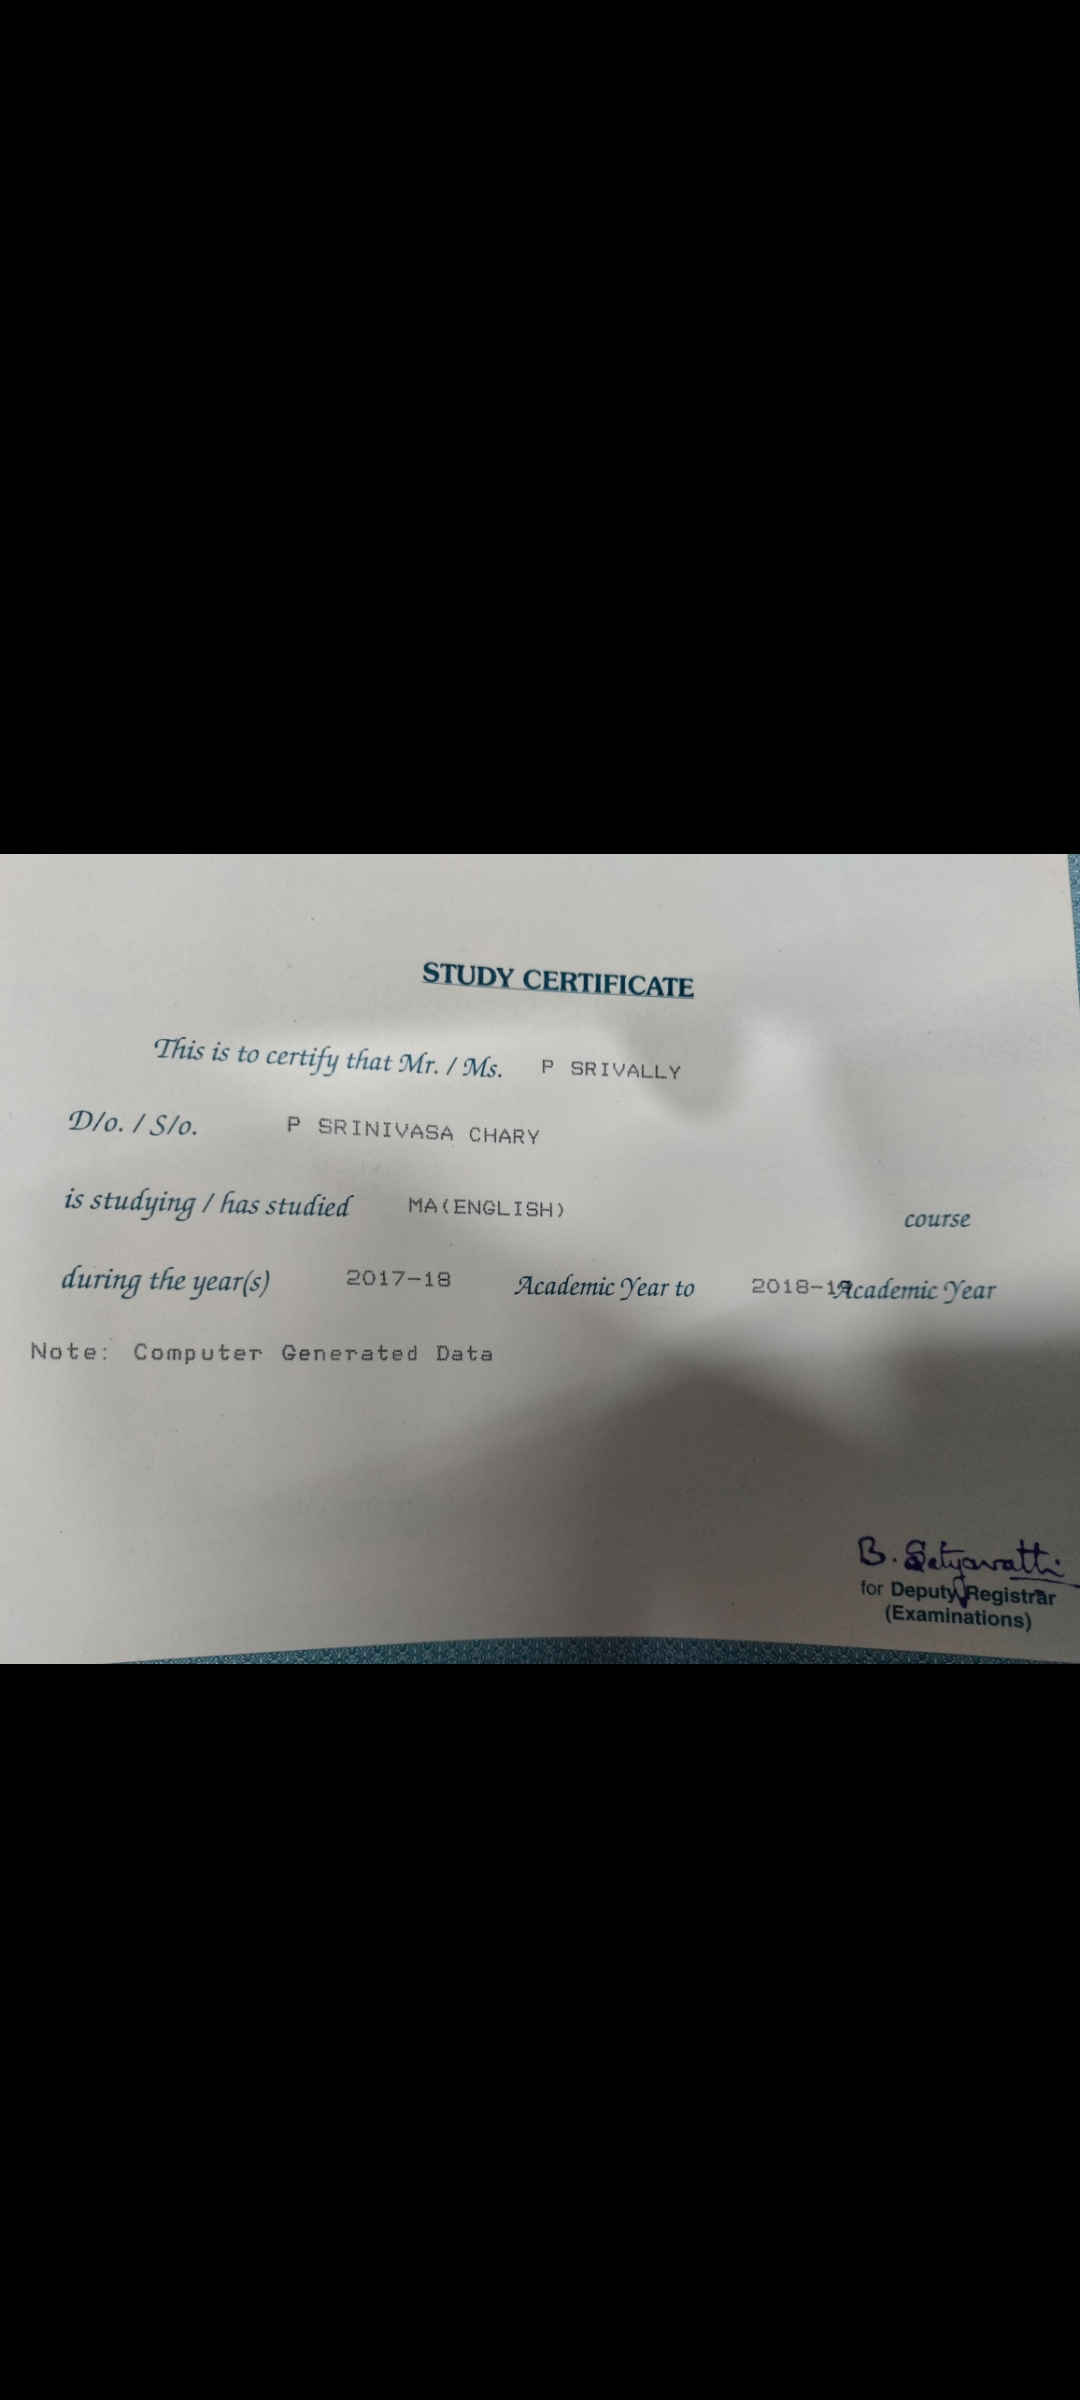 STUDY CERTIFICATE
This is to certify that Mr. / Ms. P SRIVALLY
D/o. / S/o. P SRINIVASA CHARY
is studying / has studied MA(ENGLISH) course
during the year(s) 2017-18 Academic Year to 2018-19 Academic Year
Note: Computer Generated Data
B. Satyavathi
for Deputy Registrar
(Examinations)